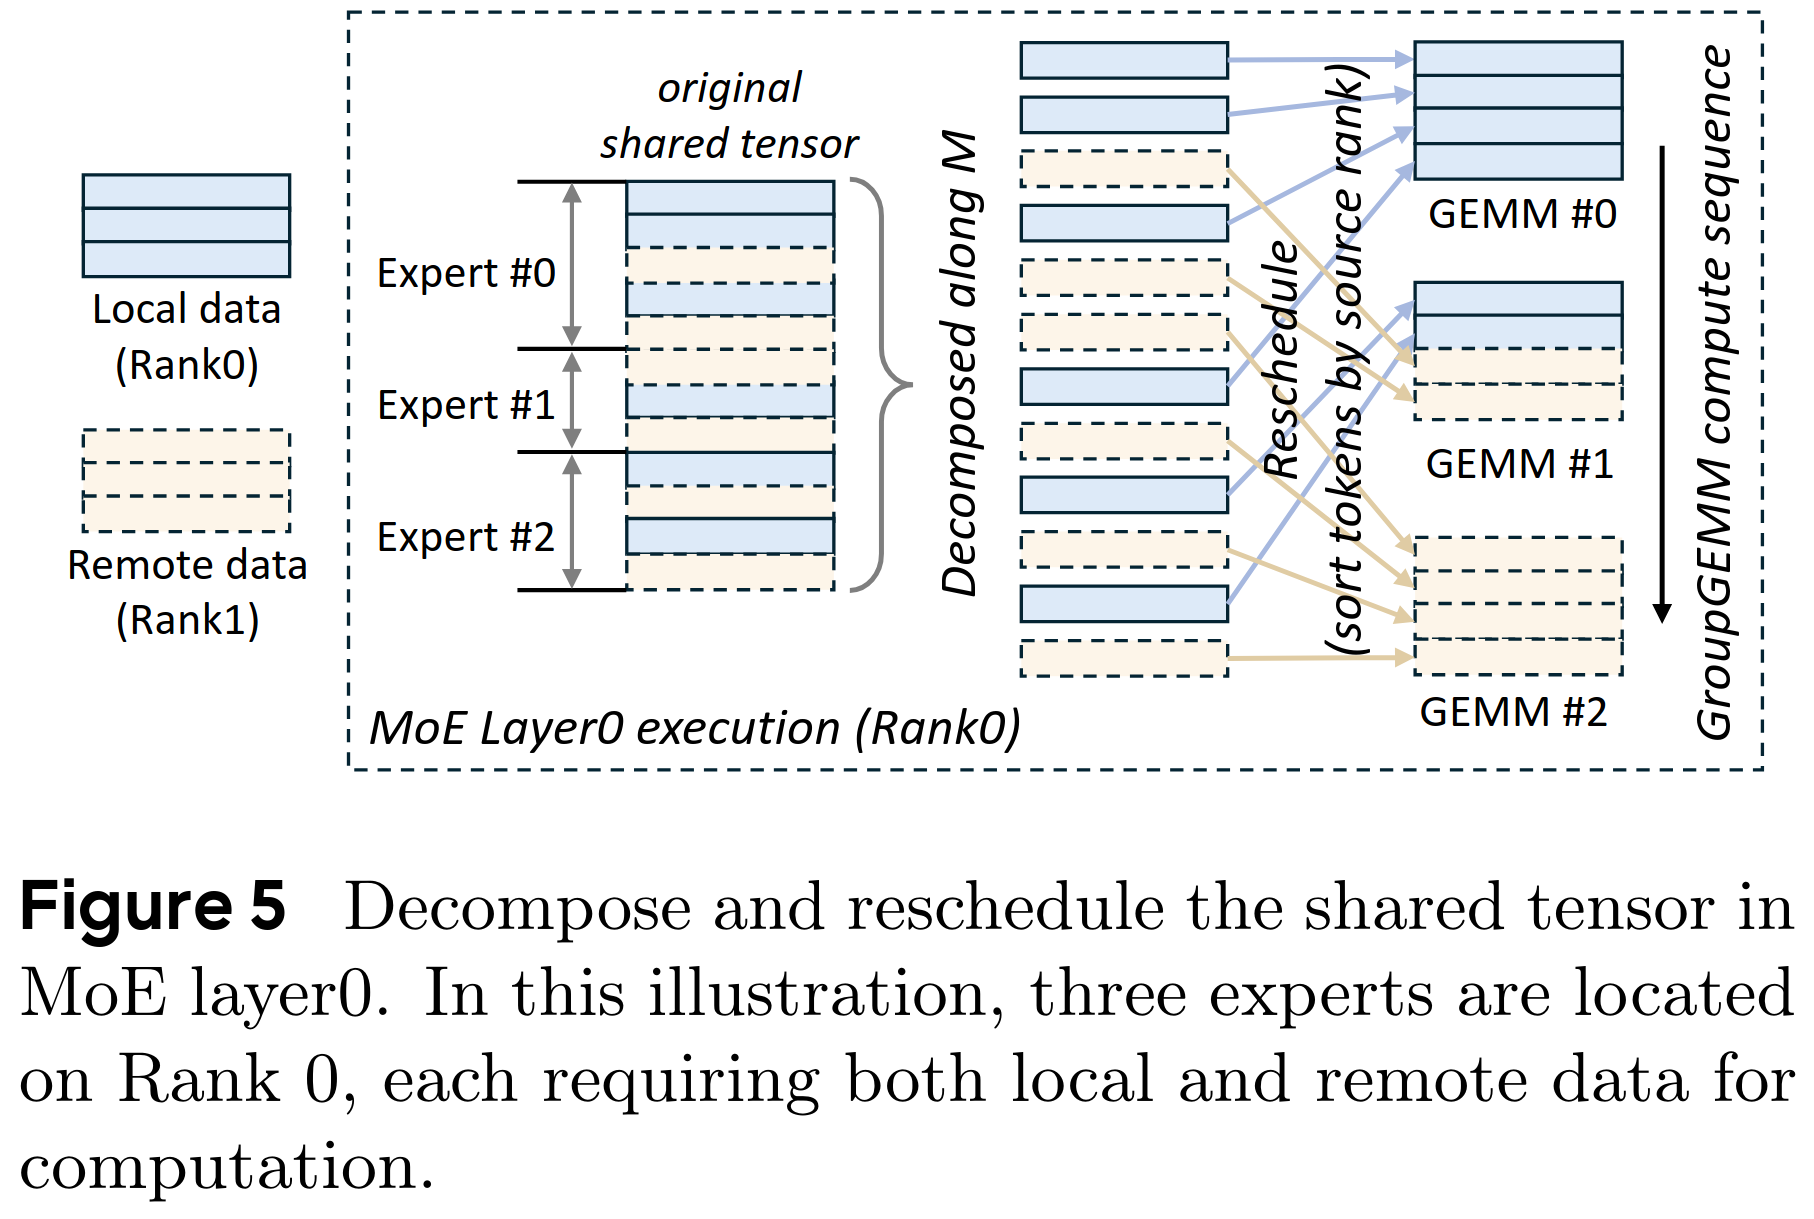 Local data
(Rank0)
Remote data
(Rank1)
original
shared tensor
Expert #0
Expert #1
Expert #2
Decomposed along M
Reschedule
(sort tokens by source rank)
GEMM #0
GEMM #1
GEMM #2
GroupGEMM compute sequence
MoE Layer0 execution (Rank0)
Figure 5 Decompose and reschedule the shared tensor in
MoE layer0. In this illustration, three experts are located
on Rank 0, each requiring both local and remote data for
computation.